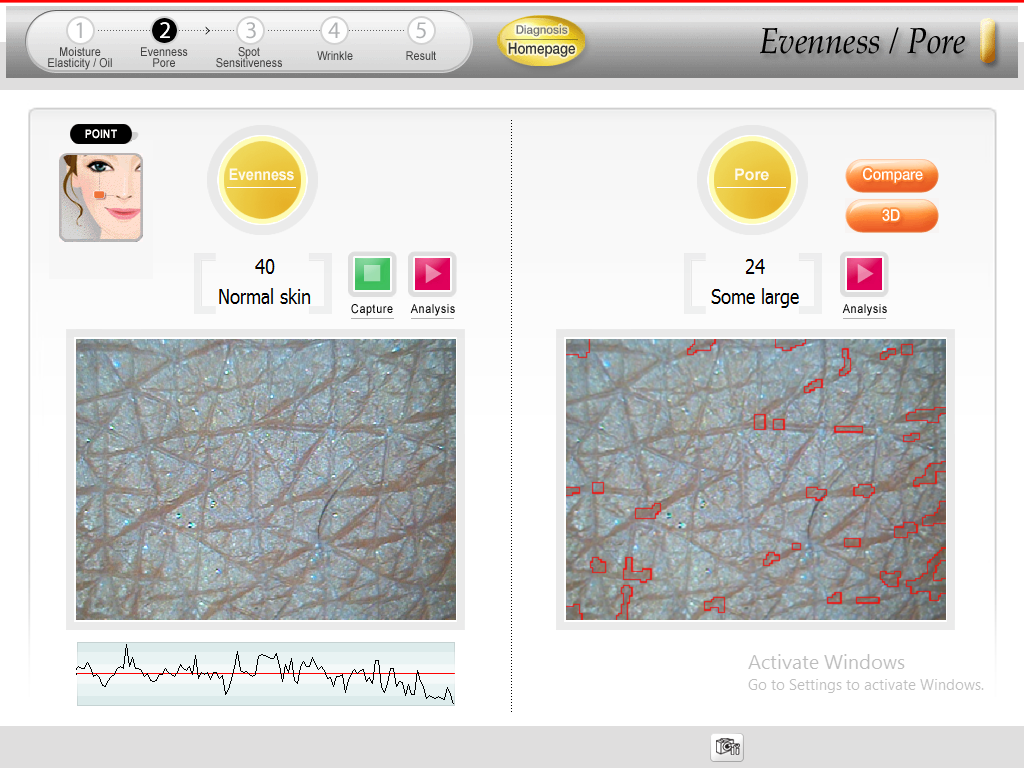 1
2
3
4
5
Moisture
Elasticity / Oil
Evenness
Pore
Spot
Sensitiveness
Wrinkle
Result
Diagnosis
Homepage
Evenness / Pore
POINT
Evenness
40
Normal skin
Capture
Analysis
Pore
Compare
3D
24
Some large
Analysis
Activate Windows
Go to Settings to activate Windows.